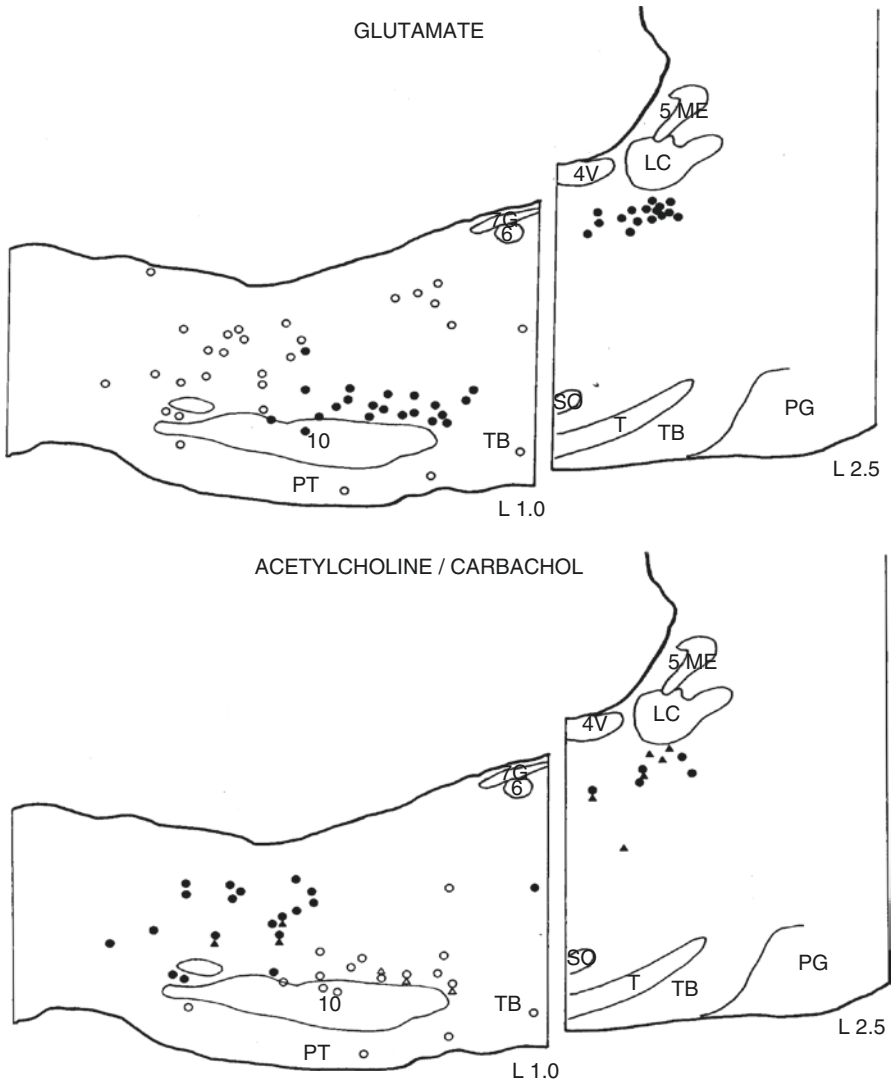 GLUTAMATE
5 ME
LC
4V
7G
6
SO
T
TB
PG
10
TB
PT
L 1.0
L 2.5
ACETYLCHOLINE / CARBACHOL
5 ME
LC
4V
7G
6
SO
T
TB
PG
10
TB
PT
L 1.0
L 2.5